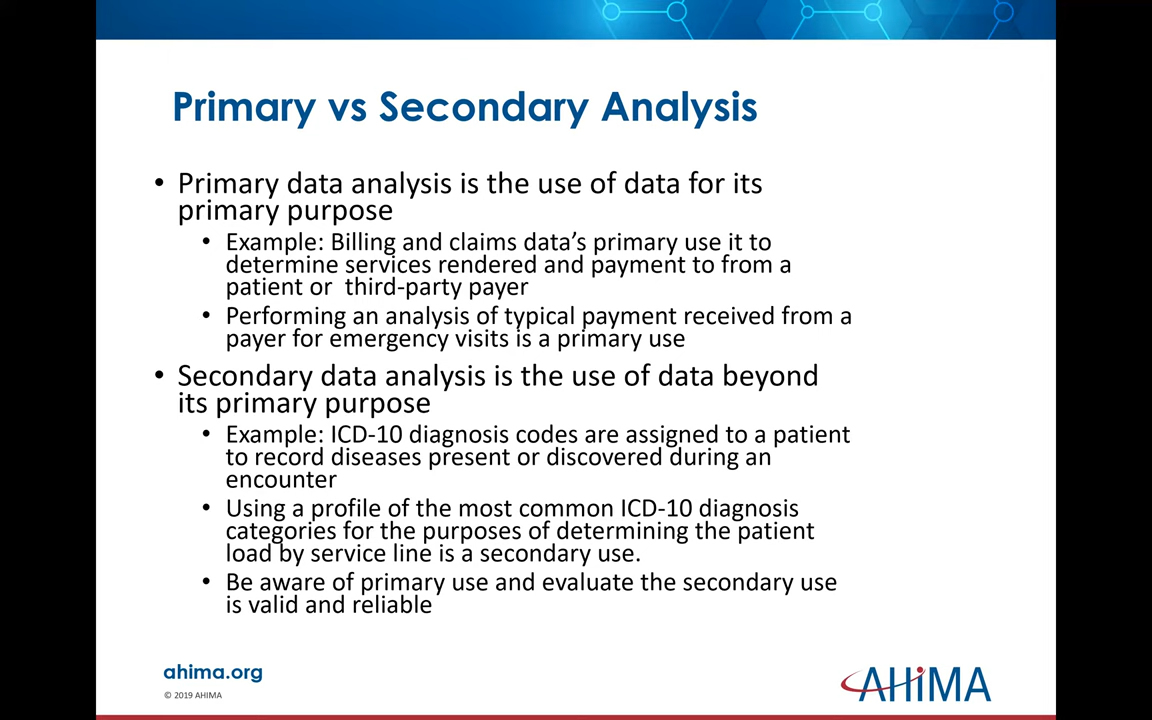 Primary vs Secondary Analysis
• Primary data analysis is the use of data for its
primary purpose
• Example: Billing and claims data’s primary use it to
determine services rendered and payment to from a
patient or  third-party payer
• Performing an analysis of typical payment received from a
payer for emergency visits is a primary use
• Secondary data analysis is the use of data beyond
its primary purpose
• Example: ICD-10 diagnosis codes are assigned to a patient
to record diseases present or discovered during an
encounter
• Using a profile of the most common ICD-10 diagnosis
categories for the purposes of determining the patient
load by service line is a secondary use.
• Be aware of primary use and evaluate the secondary use
is valid and reliable
ahima.org
© 2019 AHIMA
AHiMA